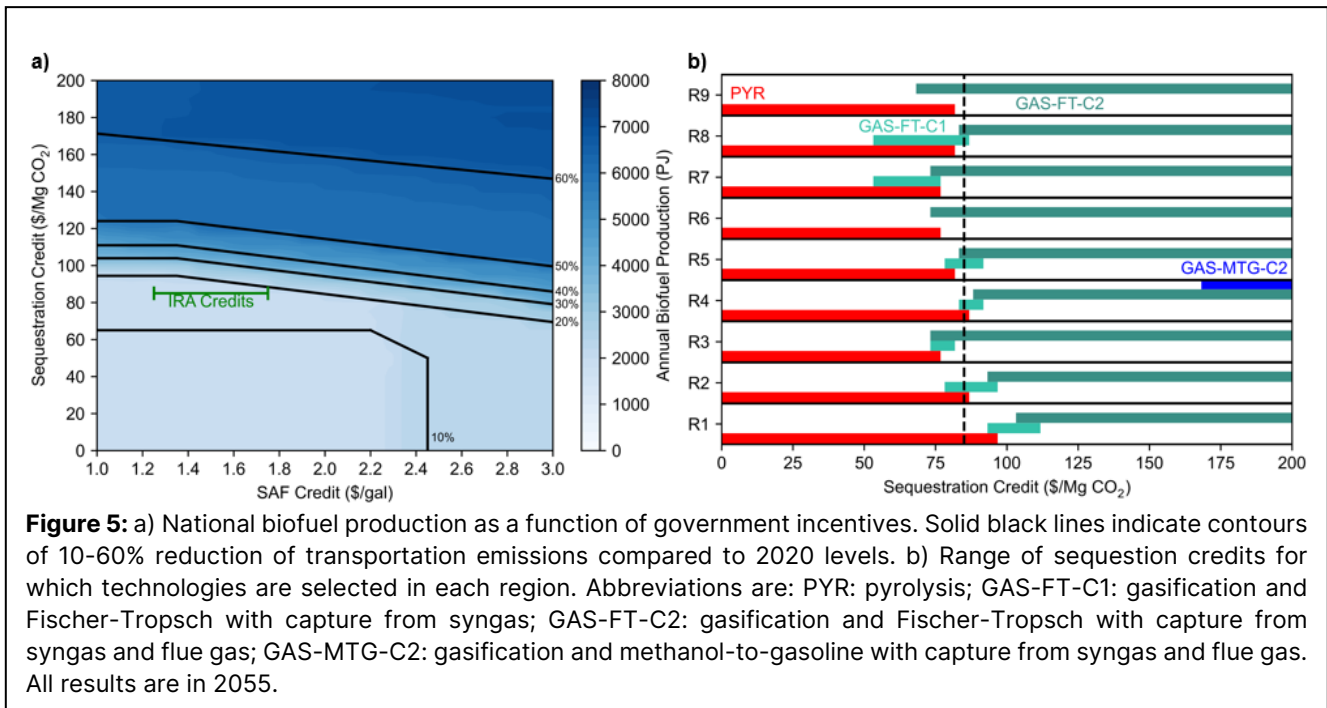 a)
200
180
160
140
120
100
80
60
40
20
0
Sequestration Credit ($/Mg CO₂)
1.0 1.2 1.4 1.6 1.8 2.0 2.2 2.4 2.6 2.8 3.0
SAF Credit ($/gal)
60%
50%
40%
30%
20%
10%
IRA Credits
8000
7000
6000
5000
4000
3000
2000
1000
0
Annual Biofuel Production (PJ)
b)
R9
R8
R7
R6
R5
R4
R3
R2
R1
PYR
GAS-FT-C2
GAS-FT-C1
GAS-MTG-C2
0 25 50 75 100 125 150 175 200
Sequestration Credit ($/Mg CO₂)
Figure 5: a) National biofuel production as a function of government incentives. Solid black lines indicate contours
of 10-60% reduction of transportation emissions compared to 2020 levels. b) Range of sequestion credits for
which technologies are selected in each region. Abbreviations are: PYR: pyrolysis; GAS-FT-C1: gasification and
Fischer-Tropsch with capture from syngas; GAS-FT-C2: gasification and Fischer-Tropsch with capture from
syngas and flue gas; GAS-MTG-C2: gasification and methanol-to-gasoline with capture from syngas and flue gas.
All results are in 2055.